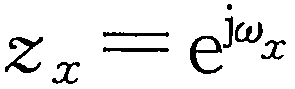 z_x = e^{jω_x}